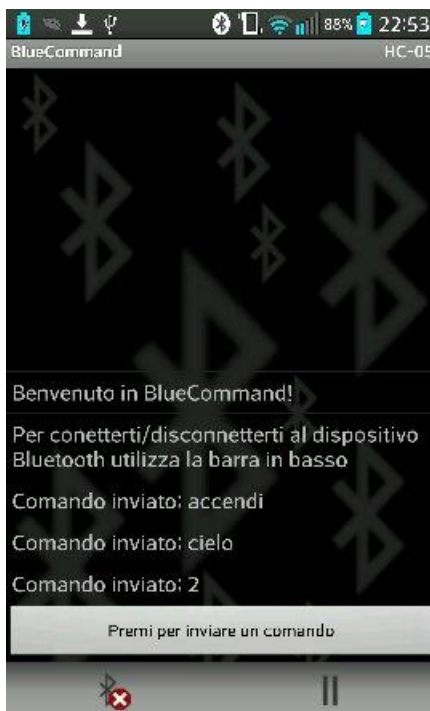 88% 22:53
BlueCommand HC-05
Benvenuto in BlueCommand!
Per conetterti/disconnetterti al dispositivo
Bluetooth utilizza la barra in basso
Comando inviato: accendi
Comando inviato: cielo
Comando inviato: 2
Premi per inviare un comando